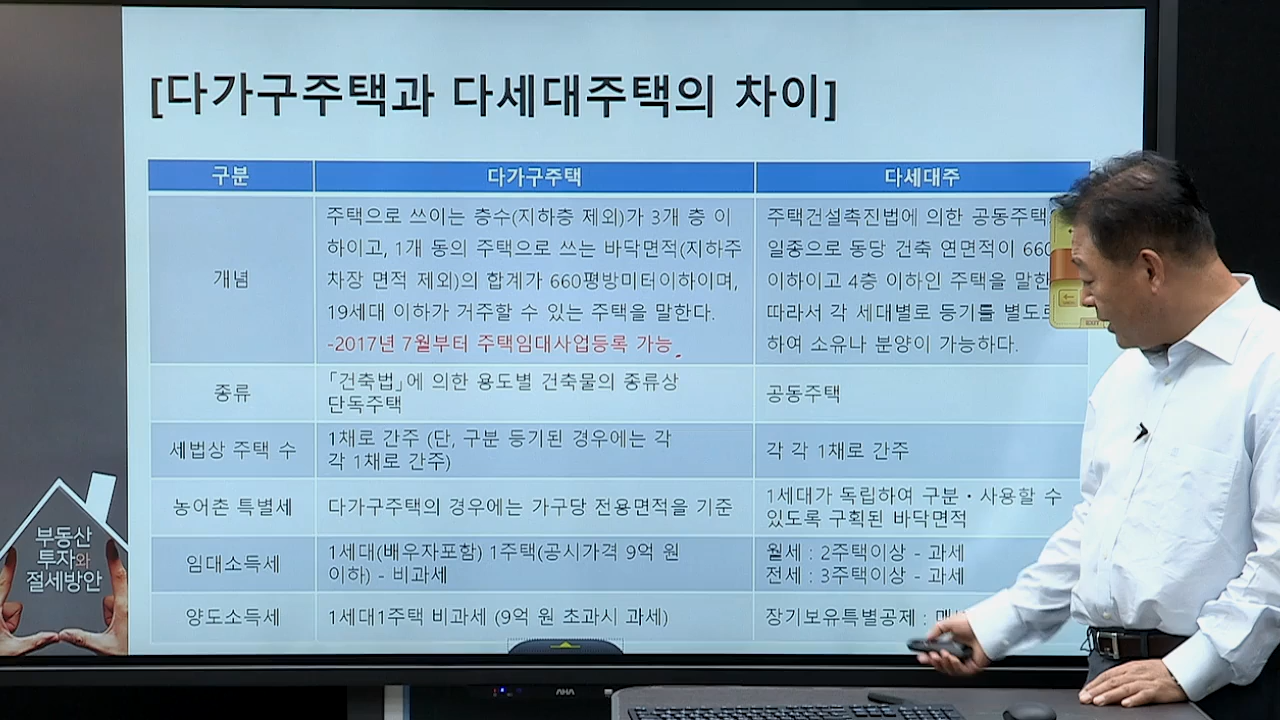 [다가구주택과 다세대주택의 차이]
구분
다가구주택
다세대주
개념
주택으로 쓰이는 층수(지하층 제외)가 3개 층 이
하이고, 1개 동의 주택으로 쓰는 바닥면적(지하주
차장 면적 제외)의 합계가 660평방미터이하이며,
19세대 이하가 거주할 수 있는 주택을 말한다.
-2017년 7월부터 주택임대사업등록 가능
주택건설촉진법에 의한 공동주택
일종으로 동당 건축 연면적이 660
이하이고 4층 이하인 주택을 말한
따라서 각 세대별로 등기를 별도로
하여 소유나 분양이 가능하다.
종류
「건축법」에 의한 용도별 건축물의 종류상
단독주택
공동주택
세법상 주택 수
1채로 간주 (단, 구분 등기된 경우에는 각
각 1채로 간주)
각 각 1채로 간주
농어촌 특별세
다가구주택의 경우에는 가구당 전용면적을 기준
1세대가 독립하여 구분・사용할 수
있도록 구획된 바닥면적
임대소득세
1세대(배우자포함) 1주택(공시가격 9억 원
이하) - 비과세
월세 : 2주택이상 - 과세
전세 : 3주택이상 - 과세
양도소득세
1세대1주택 비과세 (9억 원 초과시 과세)
장기보유특별공제 :
부동산
투자와
절세방안
EXIT
AHA